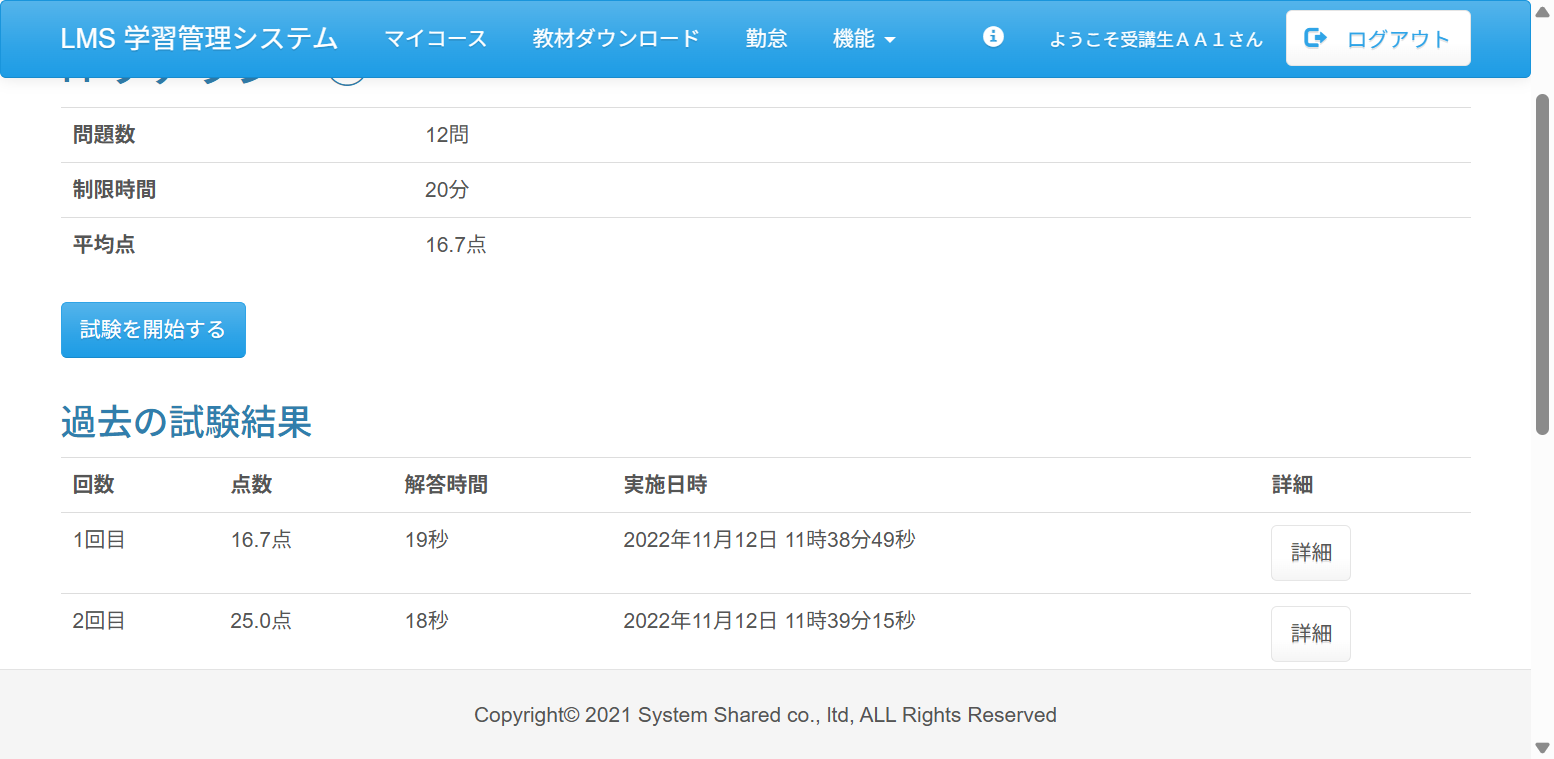 LMS 学習管理システム マイコース 教材ダウンロード 勤怠 機能 ようこそ受講生ＡＡ１さん ログアウト
問題数 12問
制限時間 20分
平均点 16.7点
試験を開始する
過去の試験結果
回数 点数 解答時間 実施日時 詳細
1回目 16.7点 19秒 2022年11月12日 11時38分49秒 詳細
2回目 25.0点 18秒 2022年11月12日 11時39分15秒 詳細
Copyright© 2021 System Shared co., ltd, ALL Rights Reserved